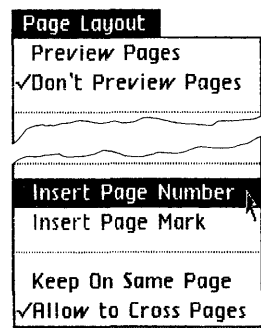 Page Layout
Preview Pages
✓Don't Preview Pages
Insert Page Number
Insert Page Mark
Keep On Same Page
✓Allow to Cross Pages